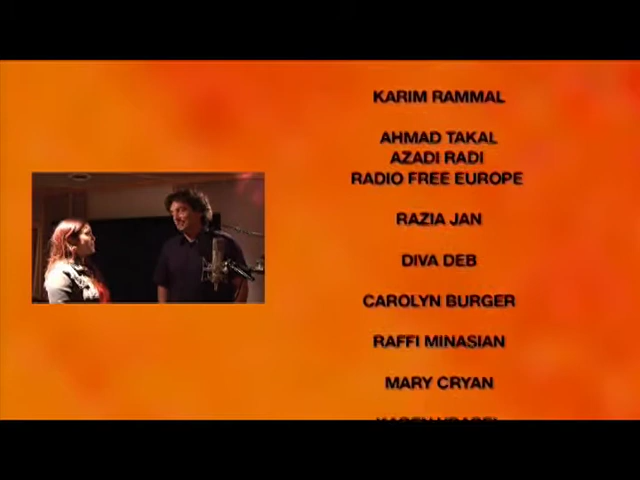 KARIM RAMMAL
AHMAD TAKAL
AZADI RADI
RADIO FREE EUROPE
RAZIA JAN
DIVA DEB
CAROLYN BURGER
RAFFI MINASIAN
MARY CRYAN